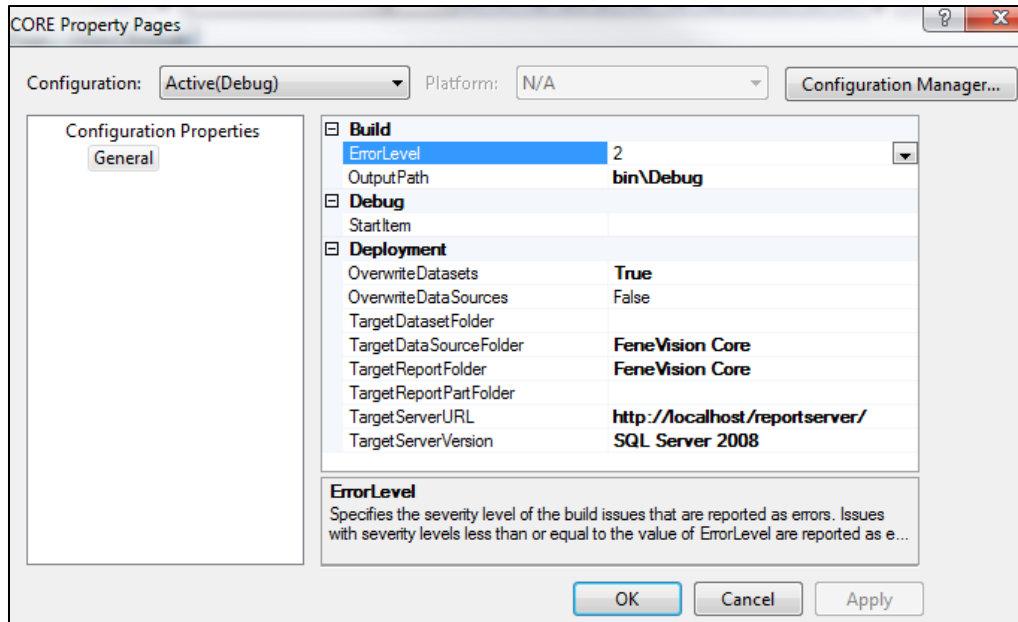 CORE Property Pages
Configuration: Active(Debug) Platform: N/A Configuration Manager...
Configuration Properties
General
Build
ErrorLevel 2
OutputPath bin\Debug
Debug
StartItem
Deployment
OverwriteDatasets True
OverwriteDataSources False
TargetDatasetFolder
TargetDataSourceFolder FeneVision Core
TargetReportFolder FeneVision Core
TargetReportPartFolder
TargetServerURL http://localhost/reportserver/
TargetServerVersion SQL Server 2008
ErrorLevel
Specifies the severity level of the build issues that are reported as errors. Issues
with severity levels less than or equal to the value of ErrorLevel are reported as e...
OK Cancel Apply